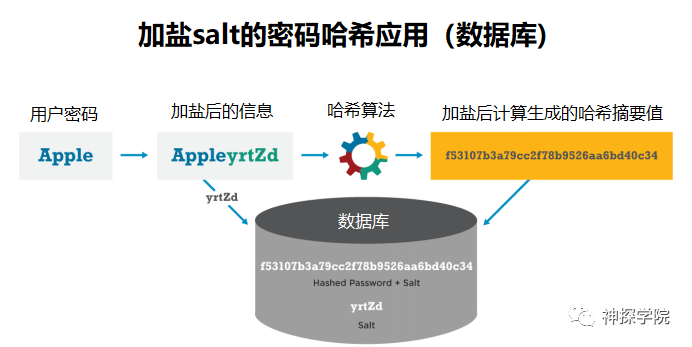 加盐salt的密码哈希应用（数据库)
用户密码
加盐后的信息
哈希算法
加盐后计算生成的哈希摘要值
Apple
AppleyrtZd
f53107b3a79cc2f78b9526aa6bd40c34
yrtZd
数据库
f53107b3a79cc2f78b9526aa6bd40c34
Hashed Password + Salt
yrtZd
Salt
神探学院